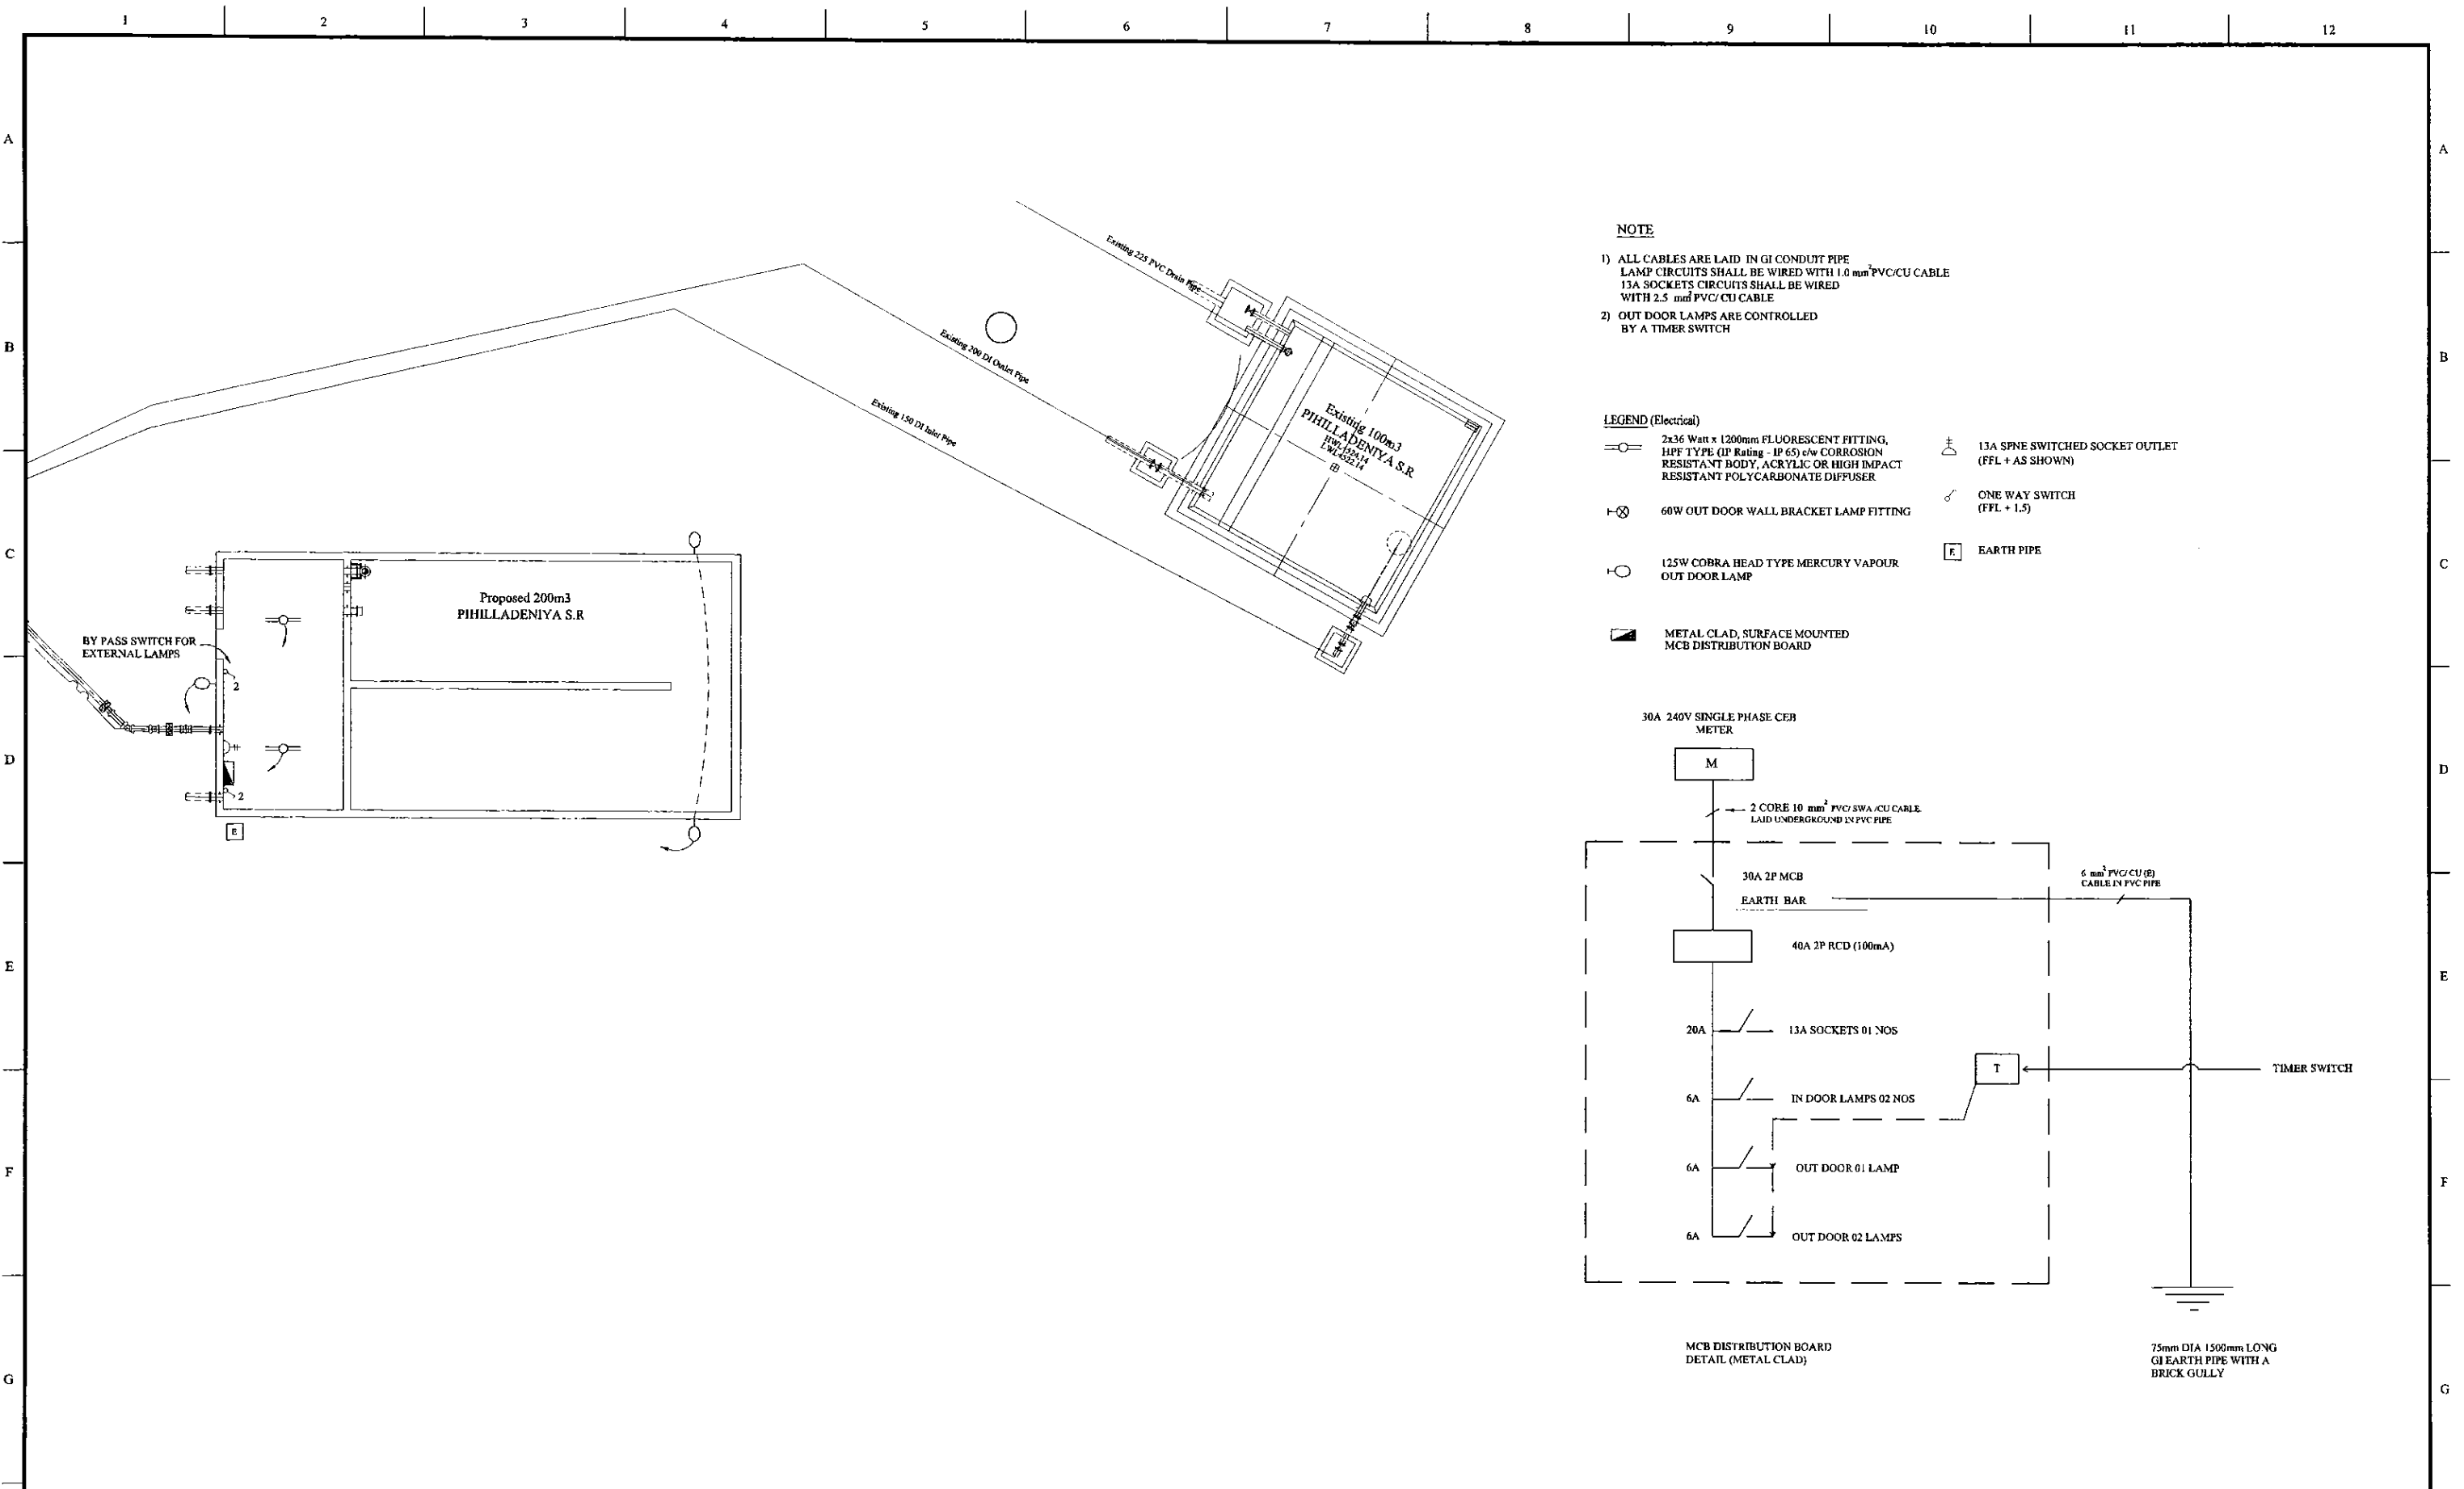 1 2 3 4 5 6 7 8 9 10 11 12
A
B
C
D
E
F
G
A
B
C
D
E
F
G
Existing 225 PVC Drain Pipe
Existing 200 DI Outlet Pipe
Existing 150 DI Inlet Pipe
Existing 100m3
PIHILLADENIYA S.R
Proposed 200m3
PIHILLADENIYA S.R
BY PASS SWITCH FOR
EXTERNAL LAMPS
2
2
E
NOTE
1) ALL CABLES ARE LAID IN GI CONDUIT PIPE
LAMP CIRCUITS SHALL BE WIRED WITH 1.0 mm² PVC/CU CABLE
13A SOCKETS CIRCUITS SHALL BE WIRED
WITH 2.5 mm² PVC/ CU CABLE
2) OUT DOOR LAMPS ARE CONTROLLED
BY A TIMER SWITCH
LEGEND (Electrical)
2x36 Watt x 1200mm FLUORESCENT FITTING,
HPF TYPE (IP Rating - IP 65) c/w CORROSION
RESISTANT BODY, ACRYLIC OR HIGH IMPACT
RESISTANT POLYCARBONATE DIFFUSER
60W OUT DOOR WALL BRACKET LAMP FITTING
125W COBRA HEAD TYPE MERCURY VAPOUR
OUT DOOR LAMP
METAL CLAD, SURFACE MOUNTED
MCB DISTRIBUTION BOARD
13A SPNE SWITCHED SOCKET OUTLET
(FFL + AS SHOWN)
ONE WAY SWITCH
(FFL + 1.5)
E EARTH PIPE
30A 240V SINGLE PHASE CEB
METER
M
2 CORE 10 mm² PVC/ SWA /CU CABLE
LAID UNDERGROUND IN PVC PIPE
30A 2P MCB
EARTH BAR
6 mm² PVC/ CU (E)
CABLE IN PVC PIPE
40A 2P RCD (100mA)
20A 13A SOCKETS 01 NOS
T
TIMER SWITCH
6A IN DOOR LAMPS 02 NOS
6A OUT DOOR 01 LAMP
6A OUT DOOR 02 LAMPS
MCB DISTRIBUTION BOARD
DETAIL (METAL CLAD)
75mm DIA 1500mm LONG
GI EARTH PIPE WITH A
BRICK GULLY